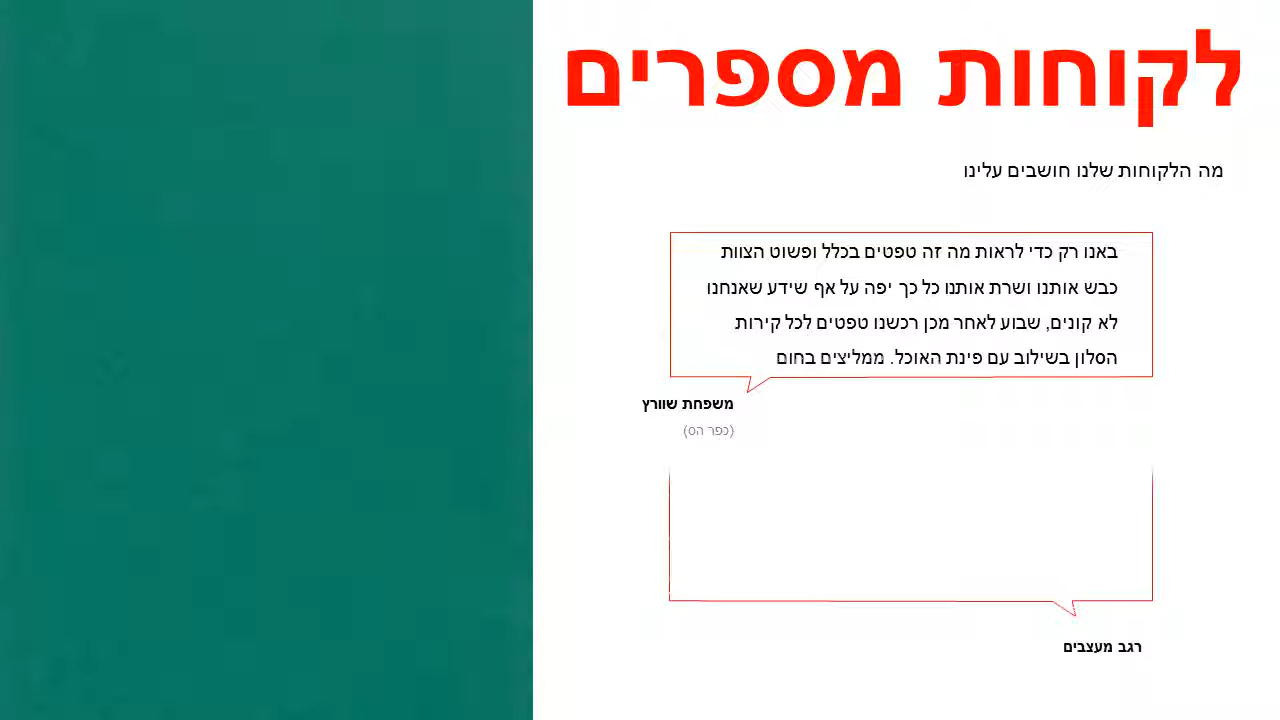 לקוחות מספרים
מה הלקוחות שלנו חושבים עלינו
באנו רק כדי לראות מה זה טפטים בכלל ופשוט הצוות
כבש אותנו ושרת אותנו כל כך יפה על אף שידע שאנחנו
לא קונים, שבוע לאחר מכן רכשנו טפטים לכל קירות
הסלון בשילוב עם פינת האוכל. ממליצים בחום
משפחת שוורץ
(כפר הס)
רגב מעצבים